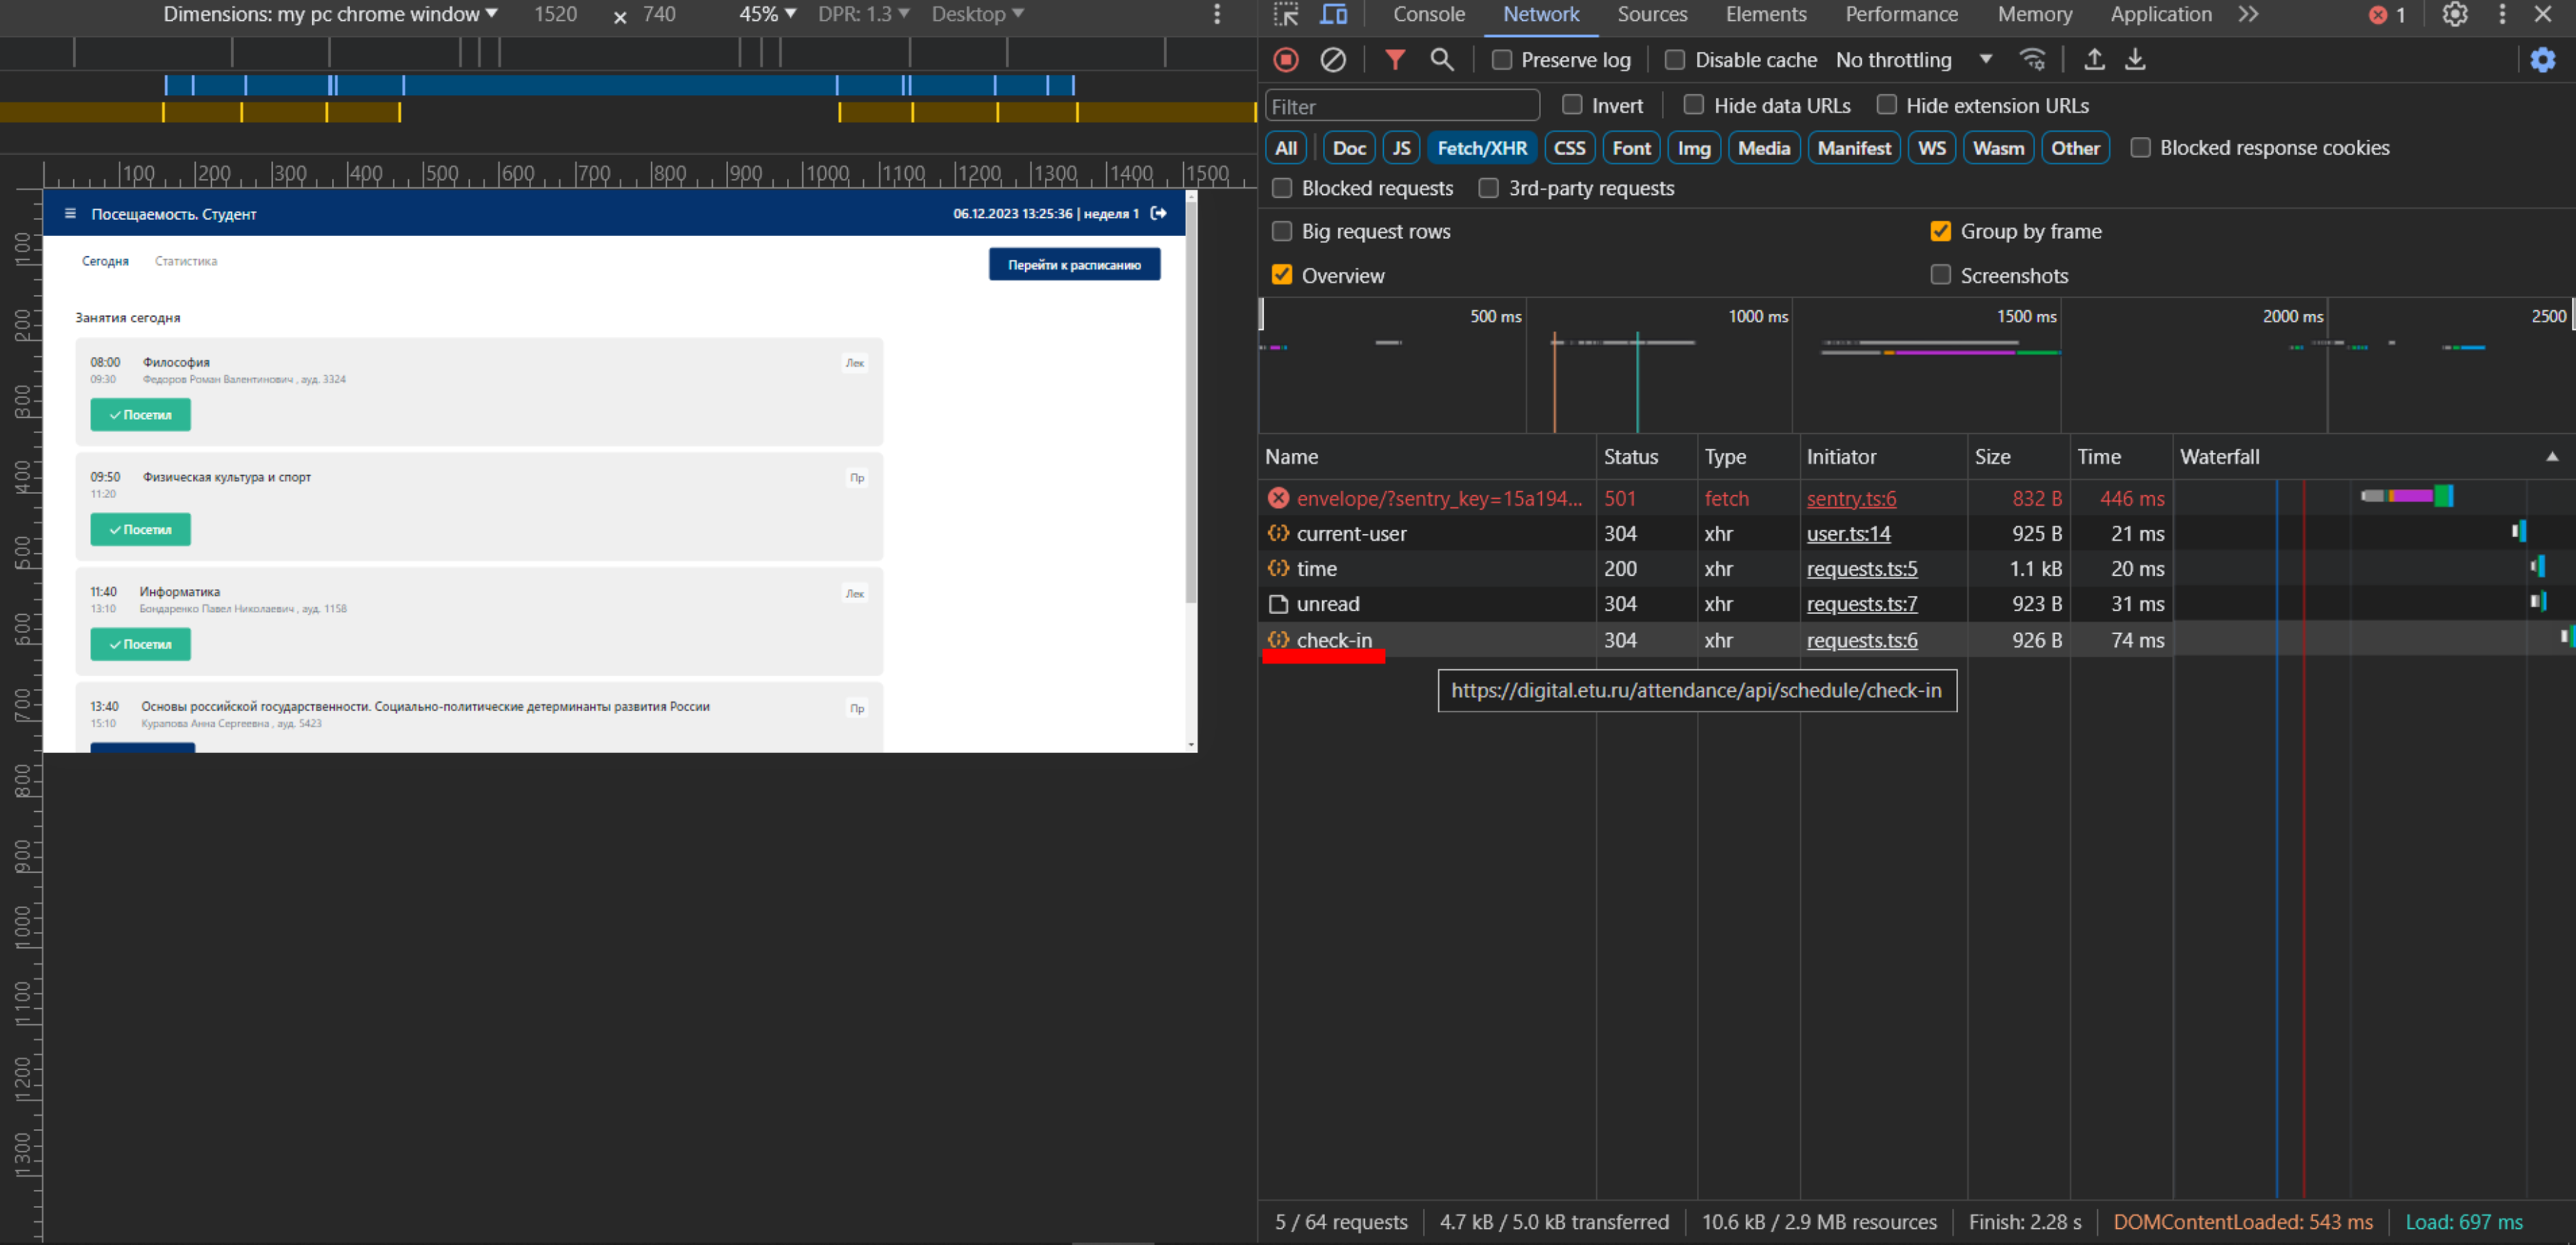 Dimensions: my pc chrome window ▼ 1520 × 740 45% ▼ DPR: 1.3 ▼ Desktop ▼
100 200 300 400 500 600 700 800 900 1000 1100 1200 1300 1400 1500
100
200
300
400
500
600
700
800
900
1000
1100
1200
1300
Посещаемость. Студент 06.12.2023 13:25:36 | неделя 1
Сегодня Статистика Перейти к расписанию
Занятия сегодня
08:00 Философия Лек
09:30 Федоров Роман Валентинович , ауд. 3324
Посетил
09:50 Физическая культура и спорт Пр
11:20
Посетил
11:40 Информатика Лек
13:10 Бондаренко Павел Николаевич , ауд. 1158
Посетил
13:40 Основы российской государственности. Социально-политические детерминанты развития России Пр
15:10 Курапова Анна Сергеевна , ауд. 5423
Console Network Sources Elements Performance Memory Application 1
Preserve log Disable cache No throttling
Filter Invert Hide data URLs Hide extension URLs
All Doc JS Fetch/XHR CSS Font Img Media Manifest WS Wasm Other Blocked response cookies
Blocked requests 3rd-party requests
Big request rows Group by frame
Overview Screenshots
500 ms 1000 ms 1500 ms 2000 ms 2500
Name Status Type Initiator Size Time Waterfall
envelope/?sentry_key=15a194... 501 fetch sentry.ts:6 832 B 446 ms
current-user 304 xhr user.ts:14 925 B 21 ms
time 200 xhr requests.ts:5 1.1 kB 20 ms
unread 304 xhr requests.ts:7 923 B 31 ms
check-in 304 xhr requests.ts:6 926 B 74 ms
https://digital.etu.ru/attendance/api/schedule/check-in
5 / 64 requests 4.7 kB / 5.0 kB transferred 10.6 kB / 2.9 MB resources Finish: 2.28 s DOMContentLoaded: 543 ms Load: 697 ms